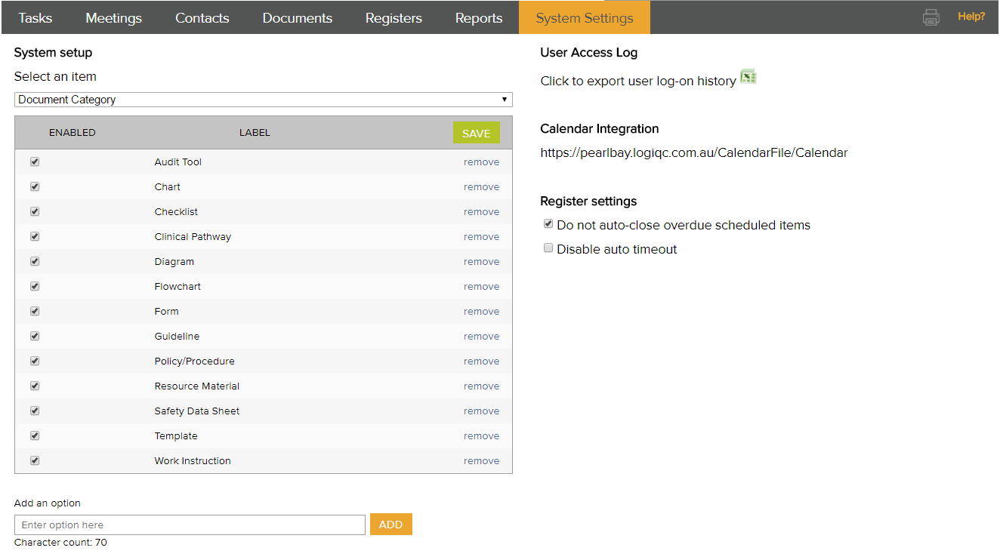 Tasks Meetings Contacts Documents Registers Reports System Settings Help?
System setup
Select an item
Document Category
ENABLED LABEL SAVE
Audit Tool remove
Chart remove
Checklist remove
Clinical Pathway remove
Diagram remove
Flowchart remove
Form remove
Guideline remove
Policy/Procedure remove
Resource Material remove
Safety Data Sheet remove
Template remove
Work Instruction remove
Add an option
Enter option here ADD
Character count: 70
User Access Log
Click to export user log-on history
Calendar Integration
https://pearlbay.logiqc.com.au/CalendarFile/Calendar
Register settings
Do not auto-close overdue scheduled items
Disable auto timeout